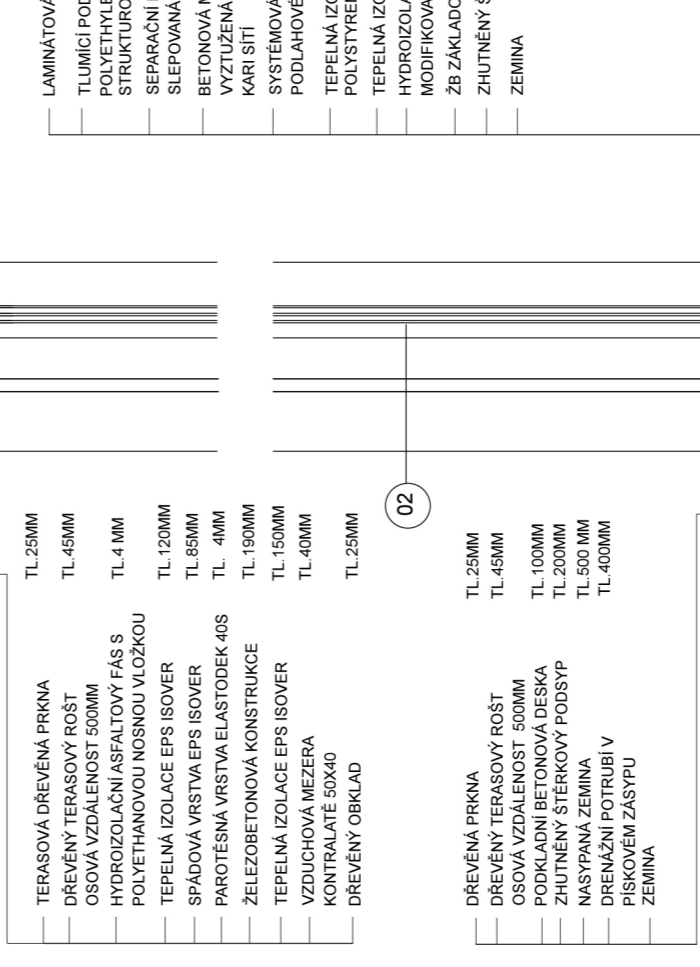 TERASOVÁ DŘEVĚNÁ PRKNA TL.25MM
DŘEVĚNÝ TERASOVÝ ROŠT TL.45MM
OSOVÁ VZDÁLENOST 500MM
HYDROIZOLAČNÍ ASFALTOVÝ FÁS S TL.4 MM
POLYETHANOVOU NOSNOU VLOŽKOU
TEPELNÁ IZOLACE EPS ISOVER TL.120MM
SPÁDOVÁ VRSTVA EPS ISOVER TL.85MM
PAROTĚSNÁ VRSTVA ELASTODEK 40S TL. 4MM
ŽELEZOBETONOVÁ KONSTRUKCE TL.190MM
TEPELNÁ IZOLACE EPS ISOVER TL.150MM
VZDUCHOVÁ MEZERA TL.40MM
KONTRALATĚ 50X40
DŘEVĚNÝ OBKLAD TL.25MM
02
DŘEVĚNÁ PRKNA TL.25MM
DŘEVĚNÝ TERASOVÝ ROŠT TL.45MM
OSOVÁ VZDÁLENOST 500MM
PODKLADNÍ BETONOVÁ DESKA TL.100MM
ZHUTNĚNÝ ŠTĚRKOVÝ PODSYP TL.200MM
NASYPANÁ ZEMINA TL.500 MM
DRENÁŽNÍ POTRUBÍ V TL.400MM
PÍSKOVÉM ZÁSYPU
ZEMINA
LAMINÁTOVÁ
TLUMÍCÍ POD
POLYETHYLE
STRUKTURO
SEPARAČNÍ
SLEPOVANÁ
BETONOVÁ
VYZTUŽENÁ
KARI SÍTÍ
SYSTÉMOVÁ
PODLAHOVÉ
TEPELNÁ IZO
POLYSTYREN
TEPELNÁ IZO
HYDROIZOLA
MODIFIKOVA
ŽB ZÁKLADO
ZHUTNĚNÝ
ZEMINA